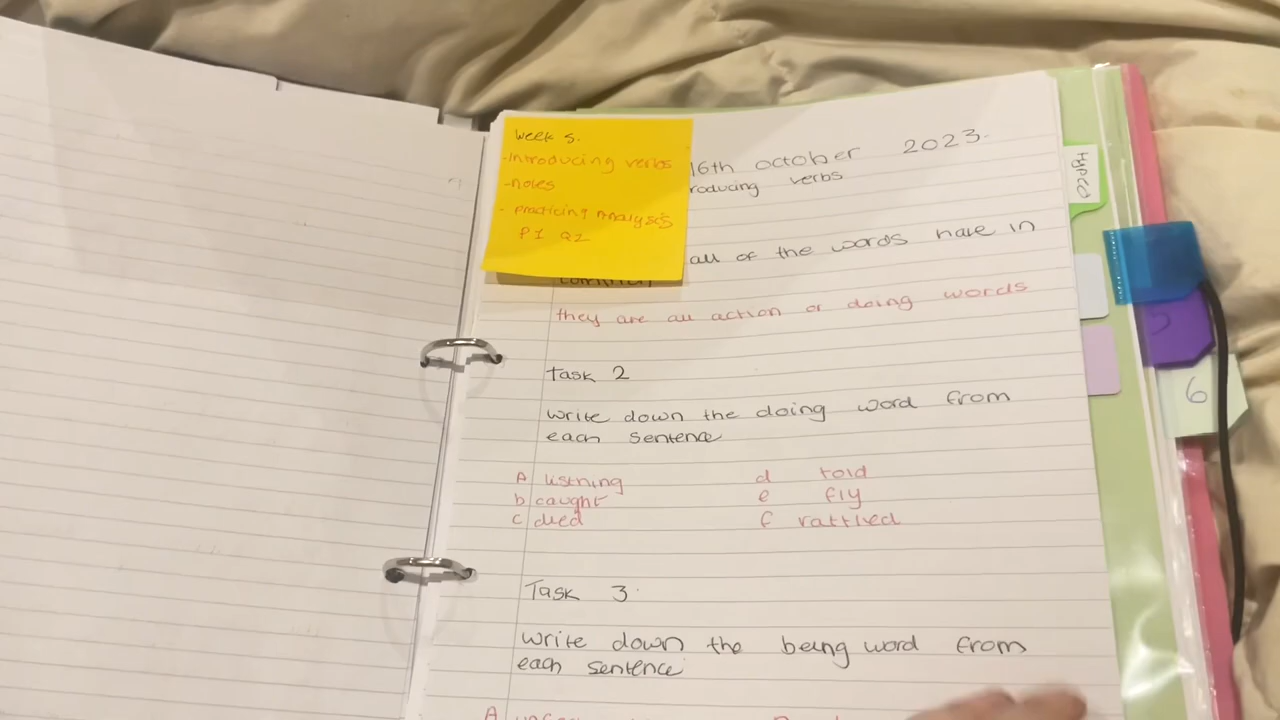 week 5.
-Introducing verbs
-notes
- practicing Analysis
P1 Q2
16th october 2023.
roducing verbs
all of the words have in
common
they are all action or doing words
Task 2
write down the doing word from
each sentence
A listning
b caught
c died
d told
e fly
f rattled
Task 3.
write down the being word from
each sentence
A
6